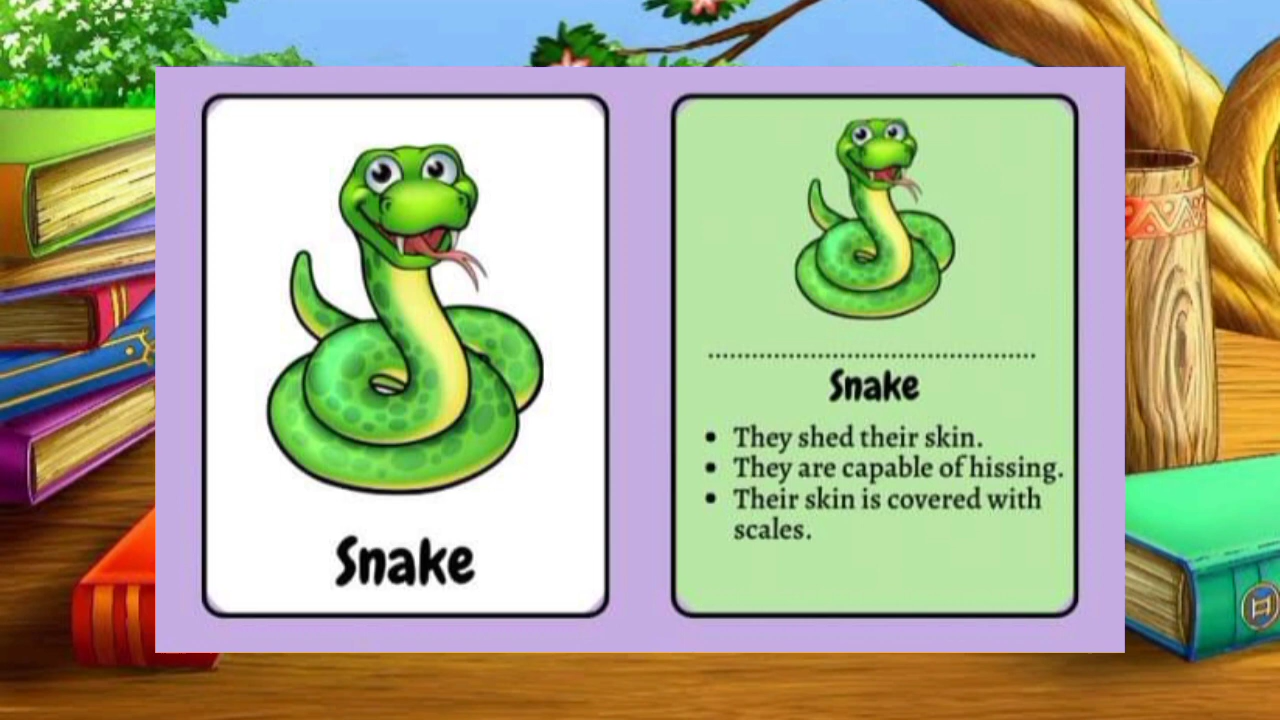 Snake
Snake
• They shed their skin.
• They are capable of hissing.
• Their skin is covered with
scales.